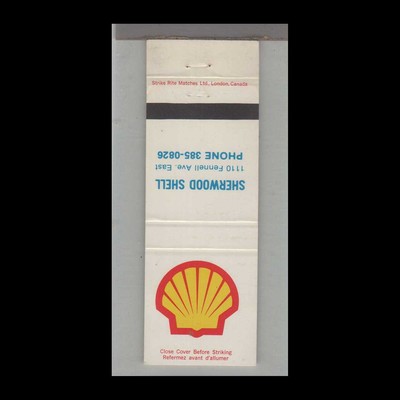 Strike Rite Matches Ltd., London, Canada
SHERWOOD SHELL
1110 Fennell Ave. East
PHONE 385-0826
Close Cover Before Striking
Refermez avant d'allumer